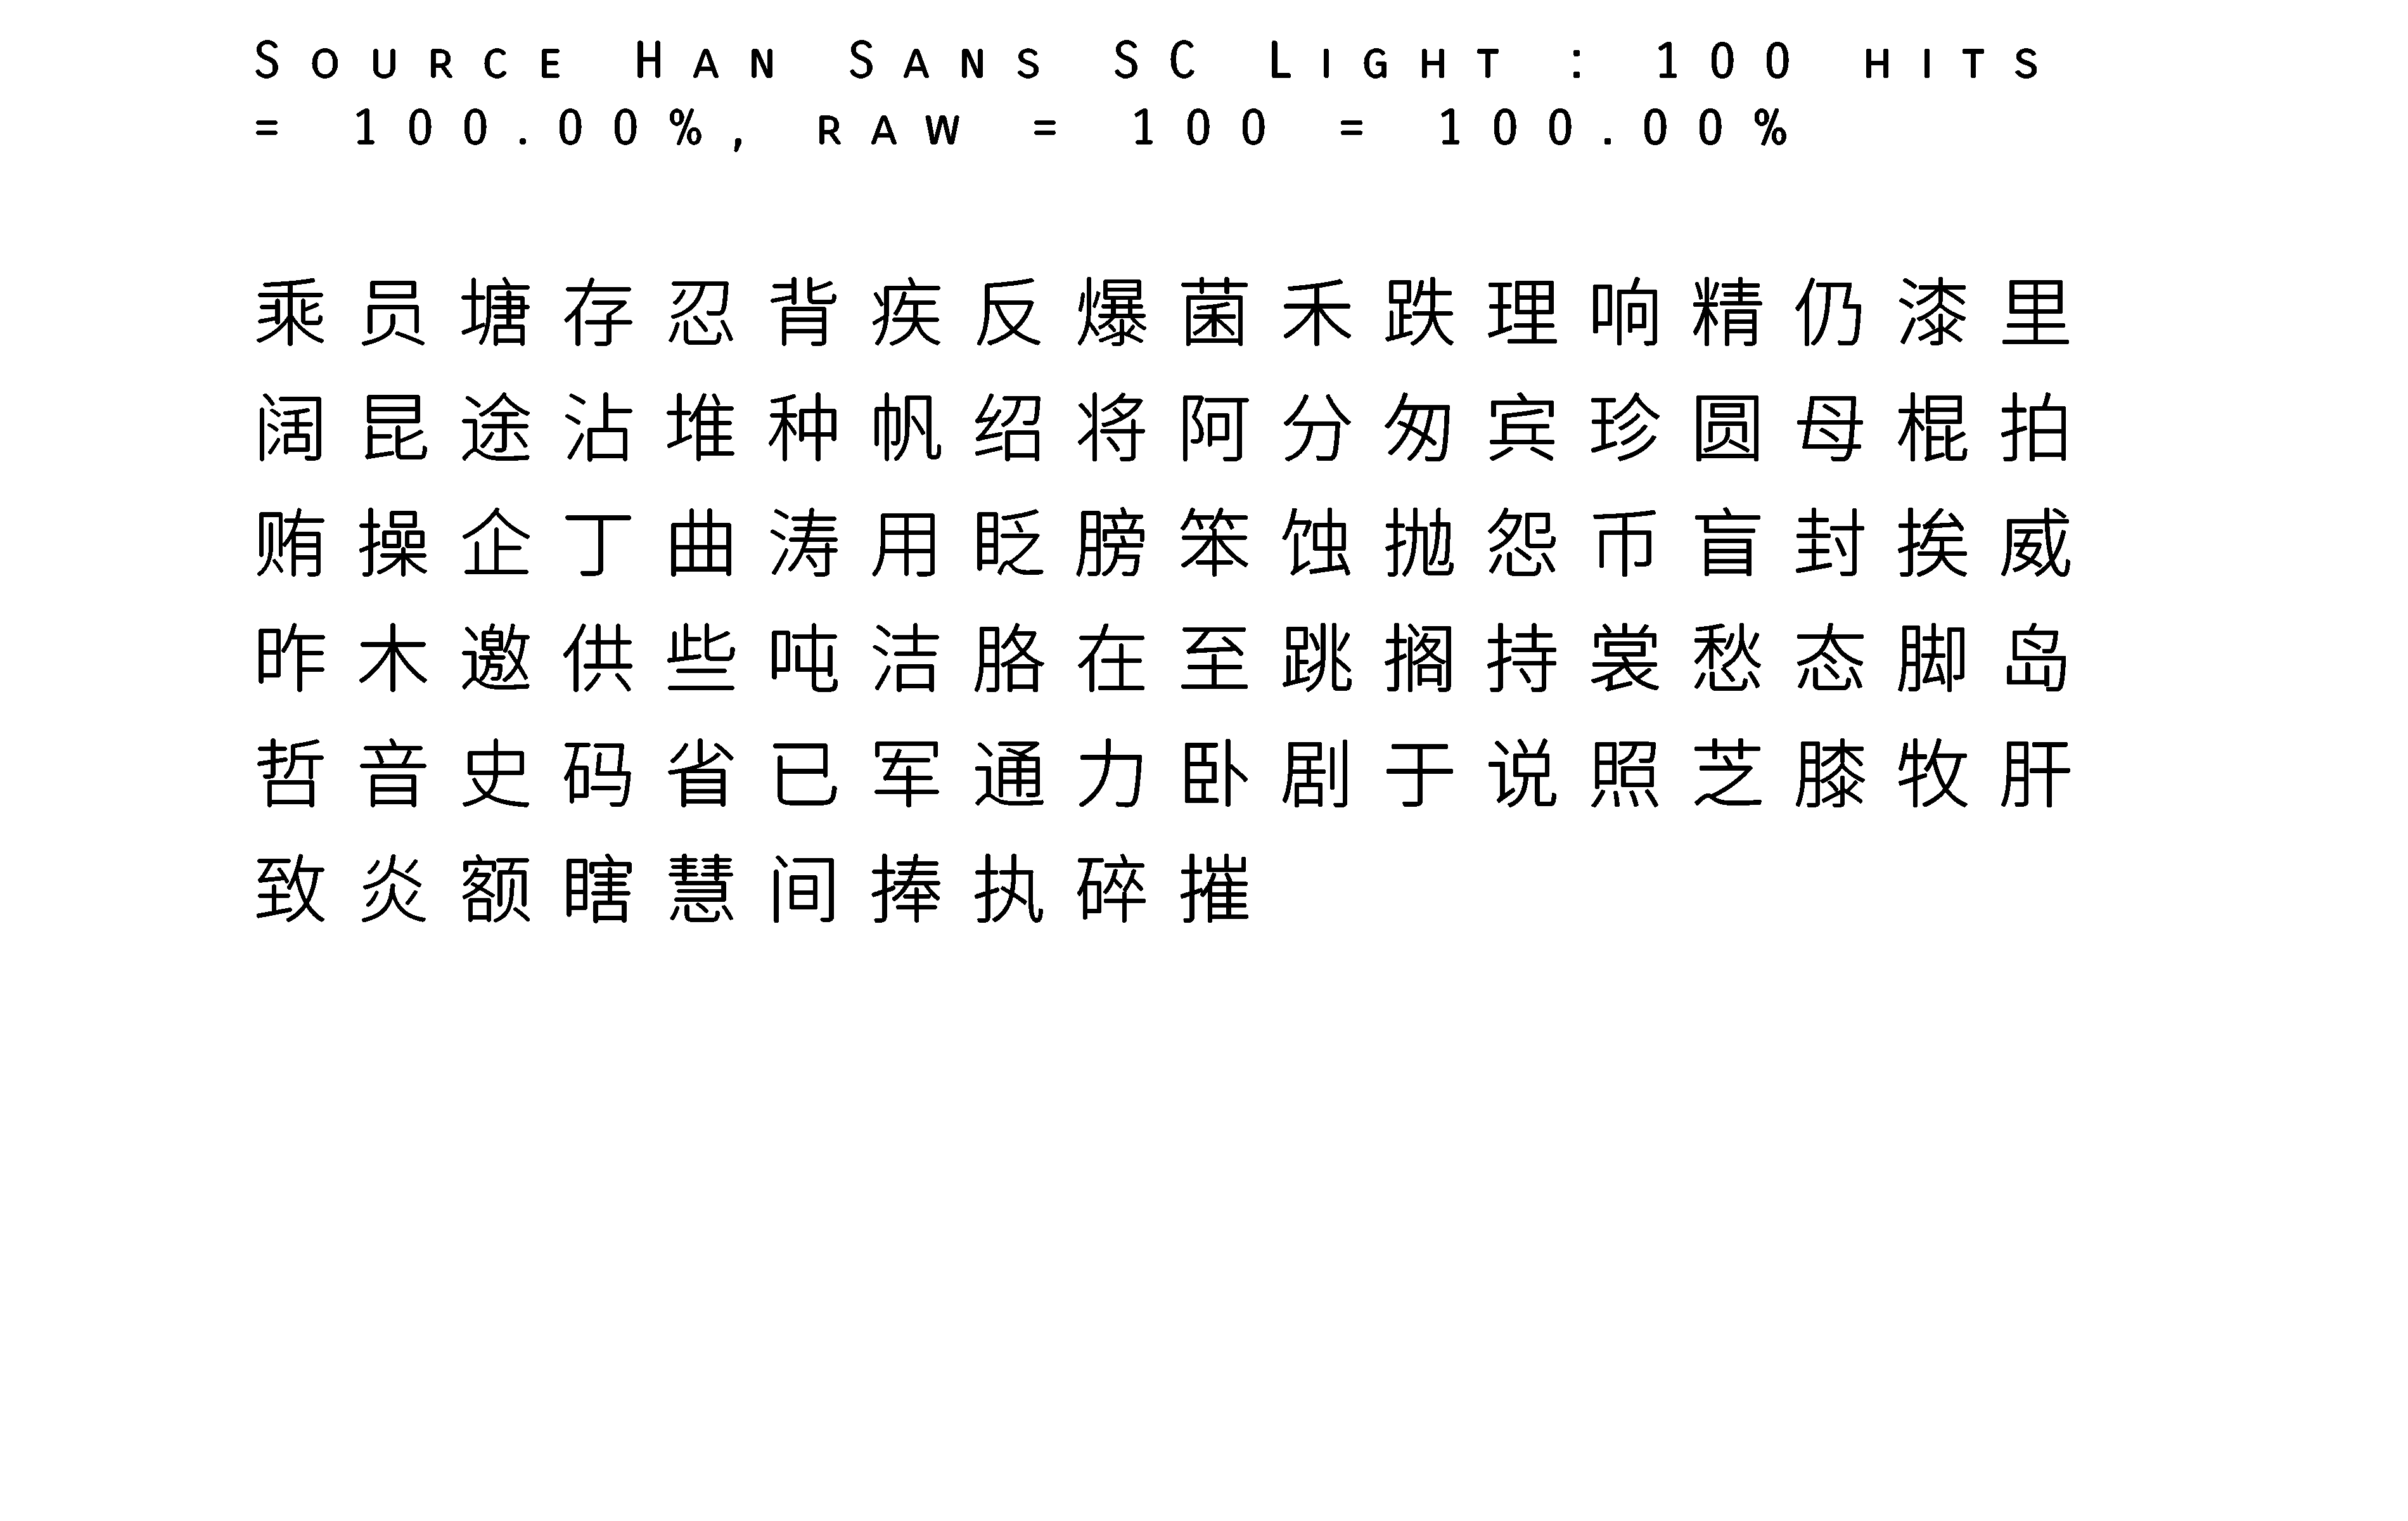 Source Han Sans SC Light : 100 hits
= 100.00%, raw = 100 = 100.00%
乘员塘存忍背疾反爆菌禾跌理响精仍漆里
阔昆途沾堆种帆绍将阿分匆宾珍圆母棍拍
贿操企丁曲涛用眨膀笨蚀抛怨币盲封挨威
昨木邀供些吨洁胳在至跳搁持裳愁态脚岛
哲音史码省已军通力卧剧于说照芝膝牧肝
致炎额瞎慧间捧执碎摧